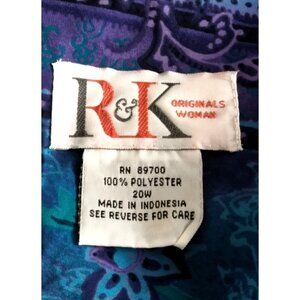 R&K
ORIGINALS
WOMAN
RN 89700
100% POLYESTER
20W
MADE IN INDONESIA
SEE REVERSE FOR CARE